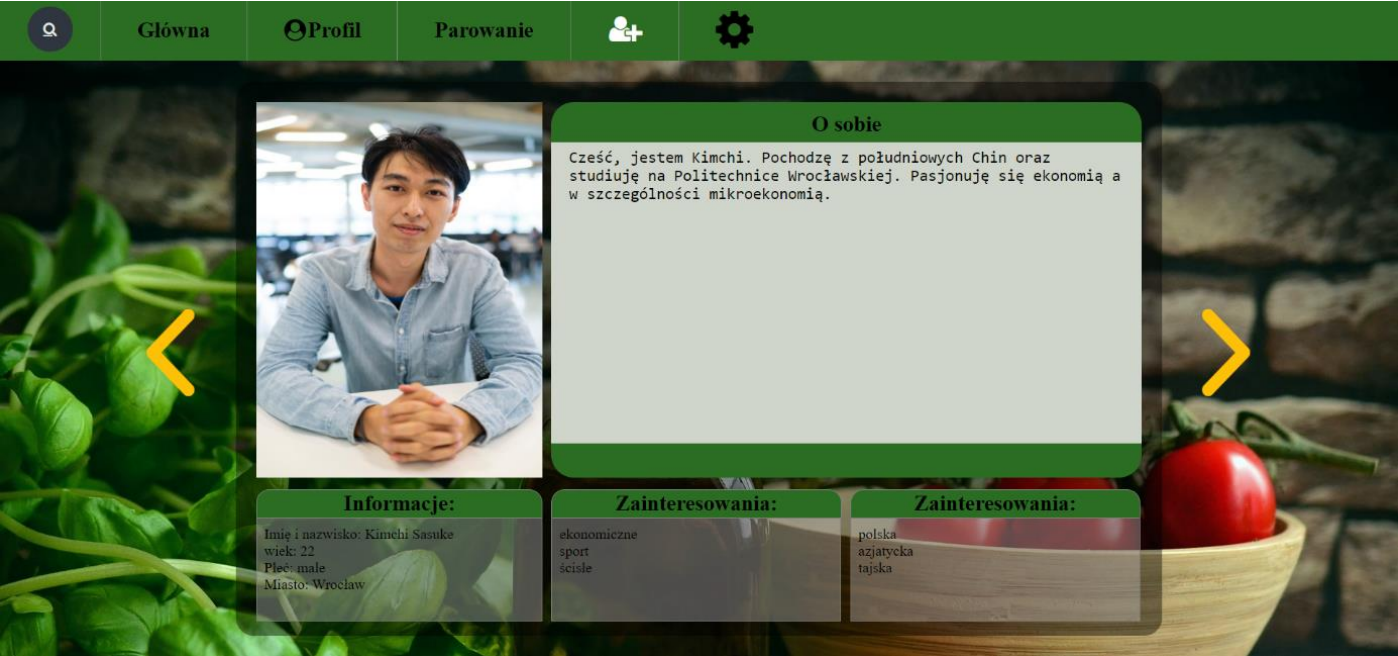 Główna
Profil
Parowanie
O sobie
Cześć, jestem Kimchi. Pochodzę z południowych Chin oraz
studiuję na Politechnice Wrocławskiej. Pasjonuję się ekonomią a
w szczególności mikroekonomią.
Informacje:
Imię i nazwisko: Kimchi Sasuke
wiek: 22
Płeć: male
Miasto: Wrocław
Zainteresowania:
ekonomiczne
sport
ścisłe
Zainteresowania:
polska
azjatycka
tajska